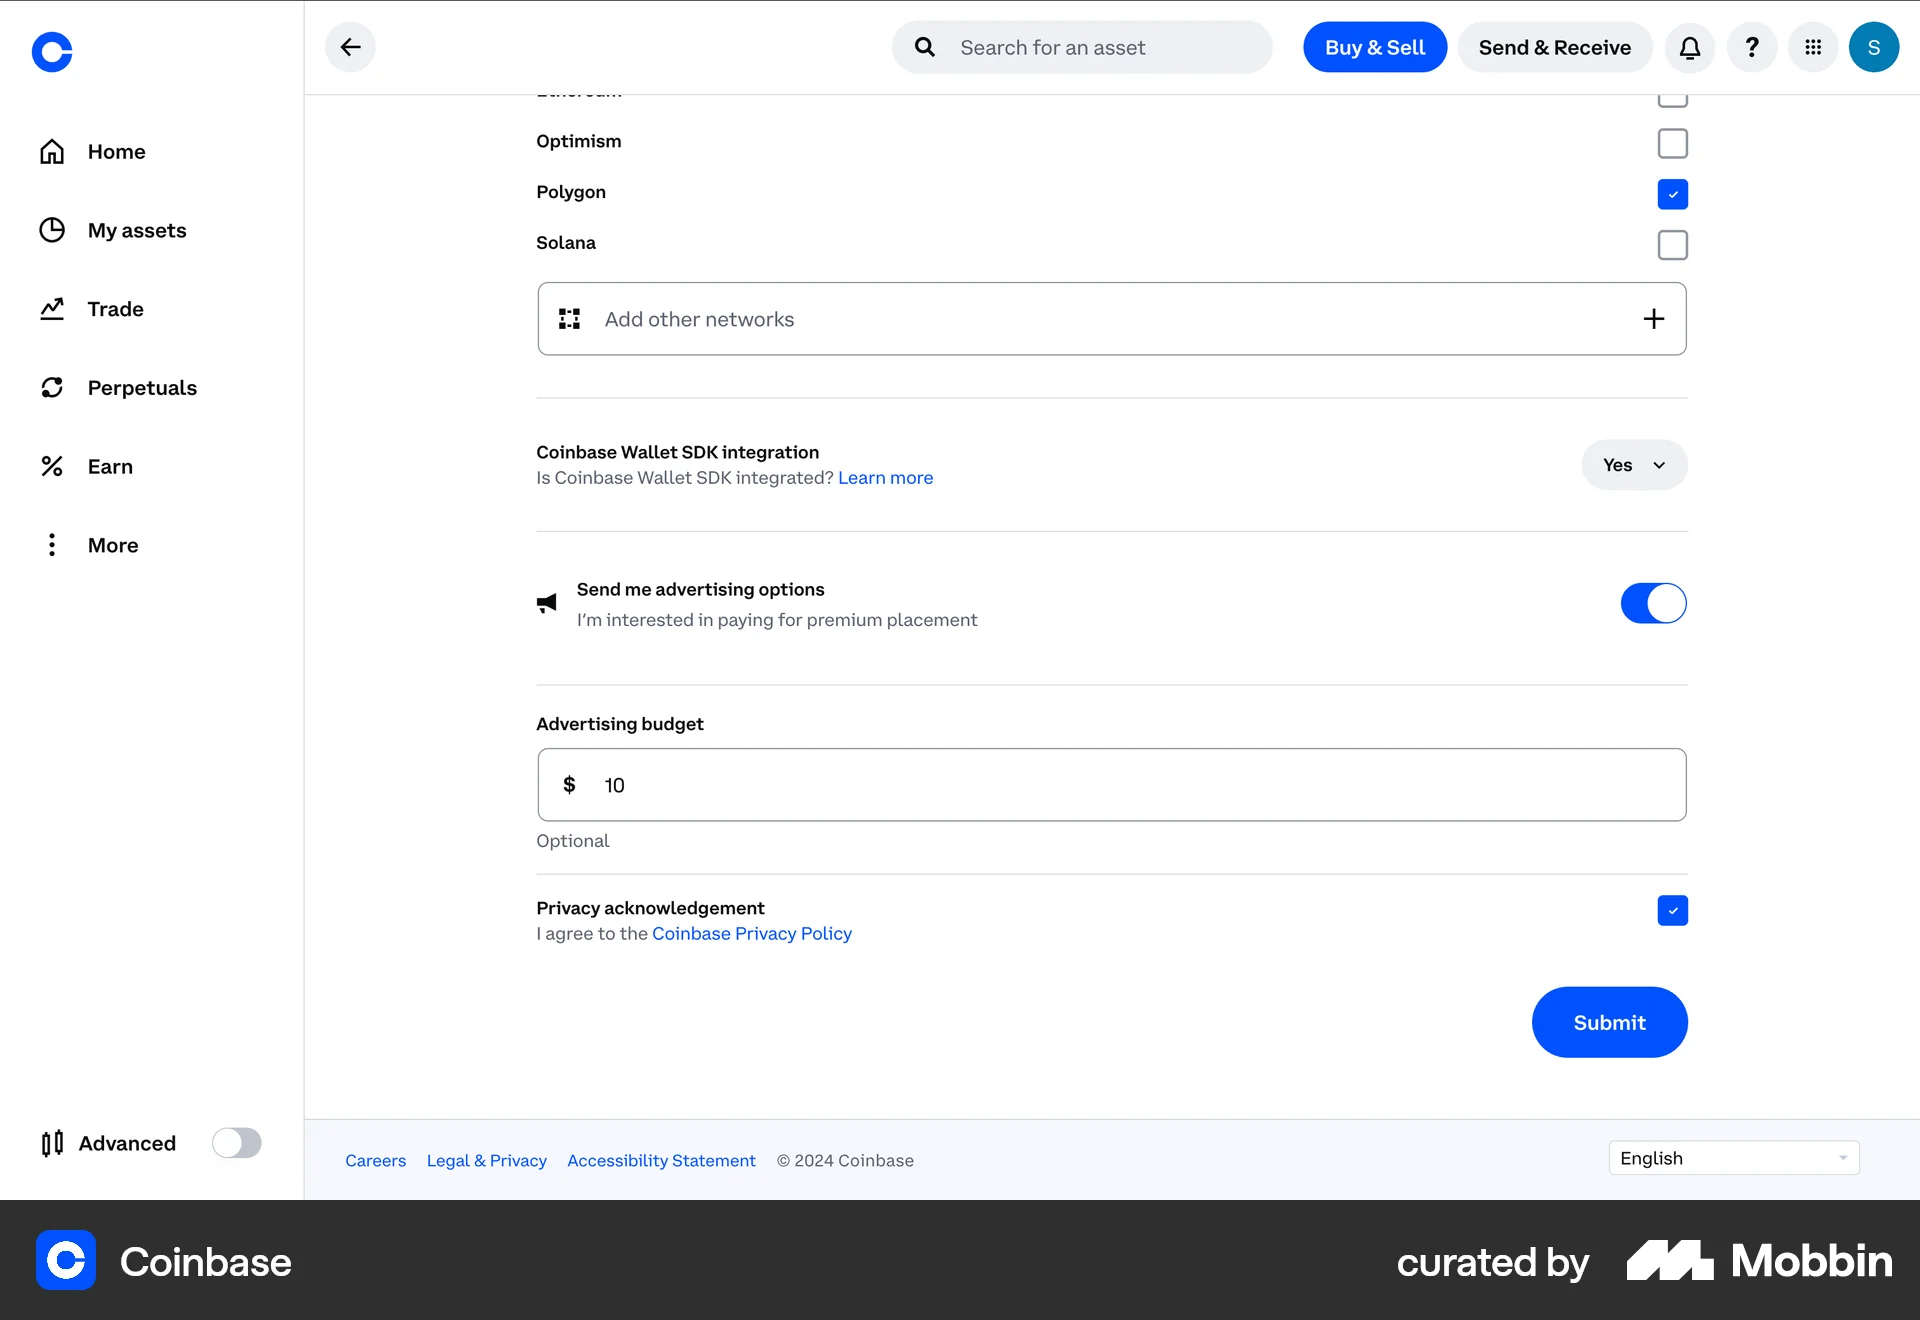 Search for an asset
Buy & Sell
Send & Receive
?
S
Home
My assets
Trade
Perpetuals
Earn
More
Advanced
Ethereum
Optimism
Polygon
Solana
Add other networks
Coinbase Wallet SDK integration
Is Coinbase Wallet SDK integrated? Learn more
Yes
Send me advertising options
I'm interested in paying for premium placement
Advertising budget
$ 10
Optional
Privacy acknowledgement
I agree to the Coinbase Privacy Policy
Submit
Careers Legal & Privacy Accessibility Statement © 2024 Coinbase
English
Coinbase
curated by Mobbin